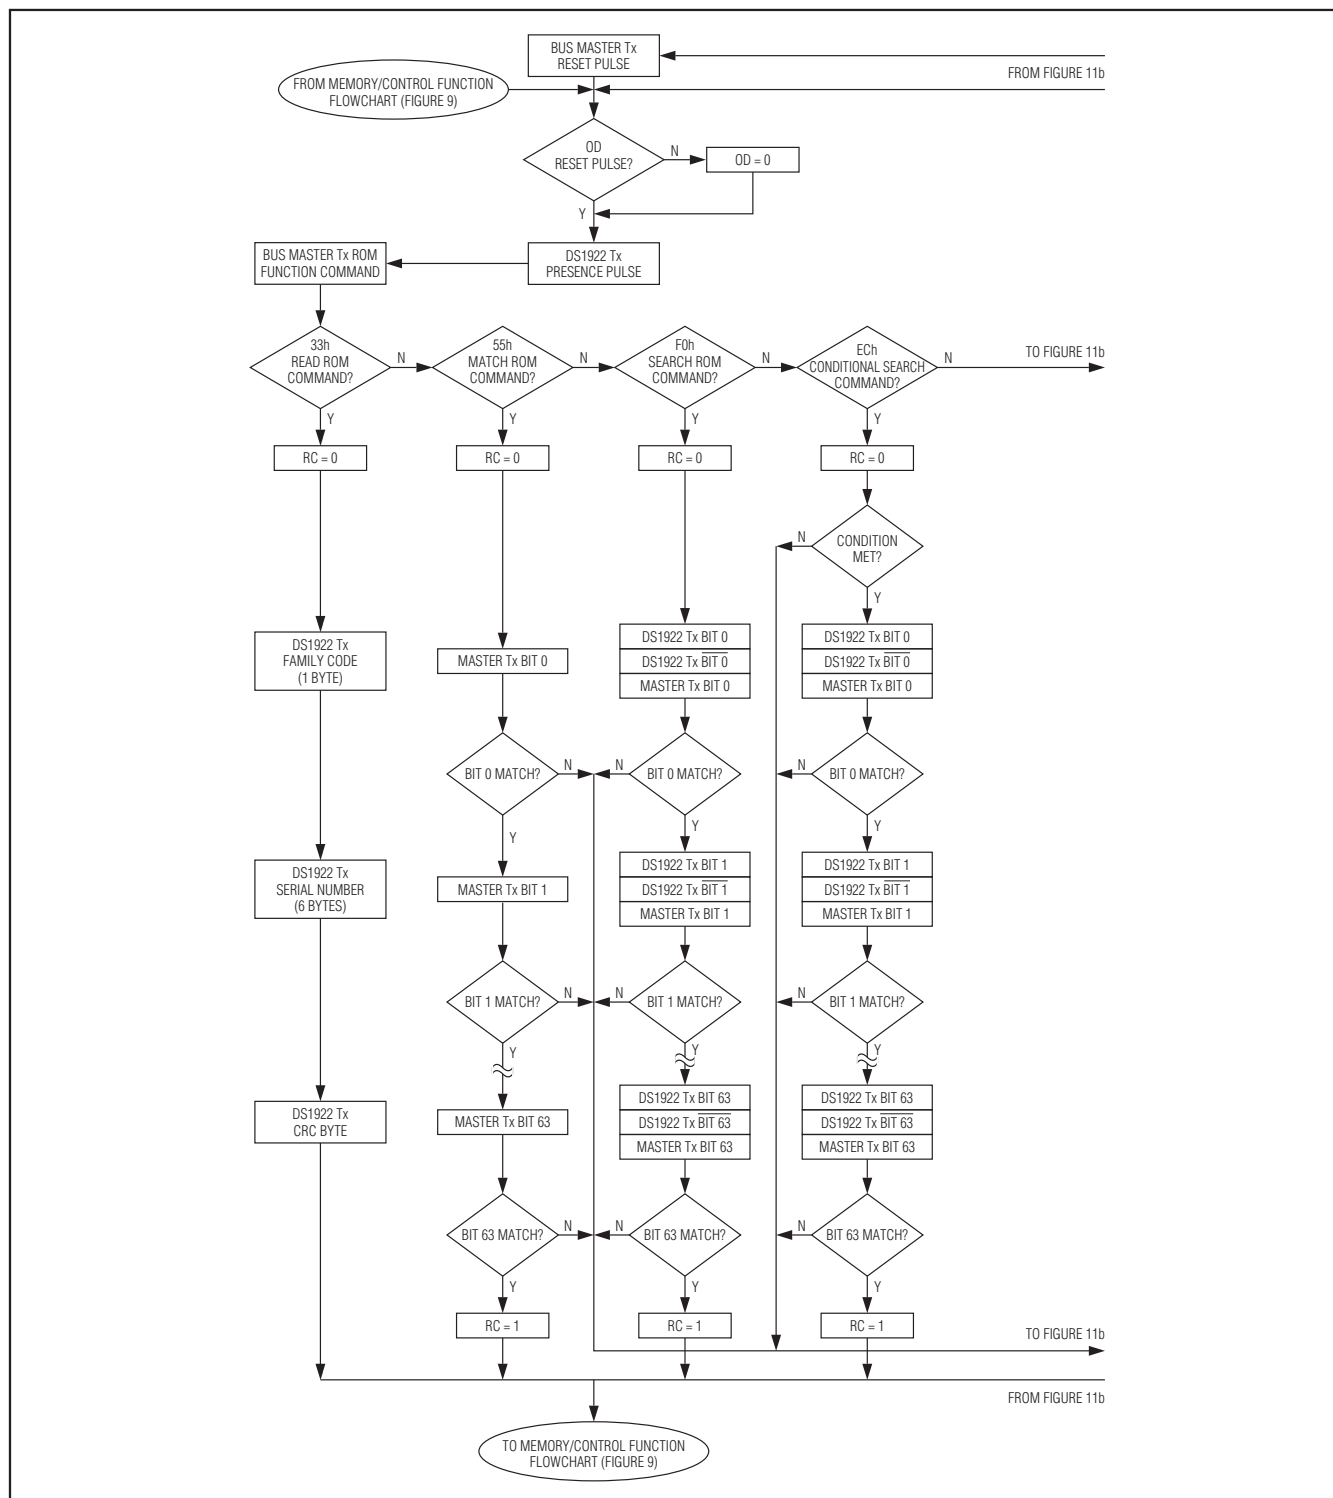 BUS MASTER Tx
RESET PULSE
FROM FIGURE 11b
FROM MEMORY/CONTROL FUNCTION
FLOWCHART (FIGURE 9)
OD
RESET PULSE?
N
OD = 0
Y
BUS MASTER Tx ROM
FUNCTION COMMAND
DS1922 Tx
PRESENCE PULSE
33h
READ ROM
COMMAND?
N
55h
MATCH ROM
COMMAND?
N
F0h
SEARCH ROM
COMMAND?
N
ECh
CONDITIONAL SEARCH
COMMAND?
N
TO FIGURE 11b
Y
Y
Y
Y
RC = 0
RC = 0
RC = 0
RC = 0
N
CONDITION
MET?
Y
DS1922 Tx
FAMILY CODE
(1 BYTE)
MASTER Tx BIT 0
DS1922 Tx BIT 0
DS1922 Tx BIT 0
MASTER Tx BIT 0
DS1922 Tx BIT 0
DS1922 Tx BIT 0
MASTER Tx BIT 0
BIT 0 MATCH?
N
N
BIT 0 MATCH?
N
BIT 0 MATCH?
Y
Y
Y
DS1922 Tx
SERIAL NUMBER
(6 BYTES)
MASTER Tx BIT 1
DS1922 Tx BIT 1
DS1922 Tx BIT 1
MASTER Tx BIT 1
DS1922 Tx BIT 1
DS1922 Tx BIT 1
MASTER Tx BIT 1
BIT 1 MATCH?
N
N
BIT 1 MATCH?
N
BIT 1 MATCH?
Y
Y
Y
DS1922 Tx
CRC BYTE
MASTER Tx BIT 63
DS1922 Tx BIT 63
DS1922 Tx BIT 63
MASTER Tx BIT 63
DS1922 Tx BIT 63
DS1922 Tx BIT 63
MASTER Tx BIT 63
BIT 63 MATCH?
N
N
BIT 63 MATCH?
N
BIT 63 MATCH?
Y
Y
Y
RC = 1
RC = 1
RC = 1
TO FIGURE 11b
FROM FIGURE 11b
TO MEMORY/CONTROL FUNCTION
FLOWCHART (FIGURE 9)